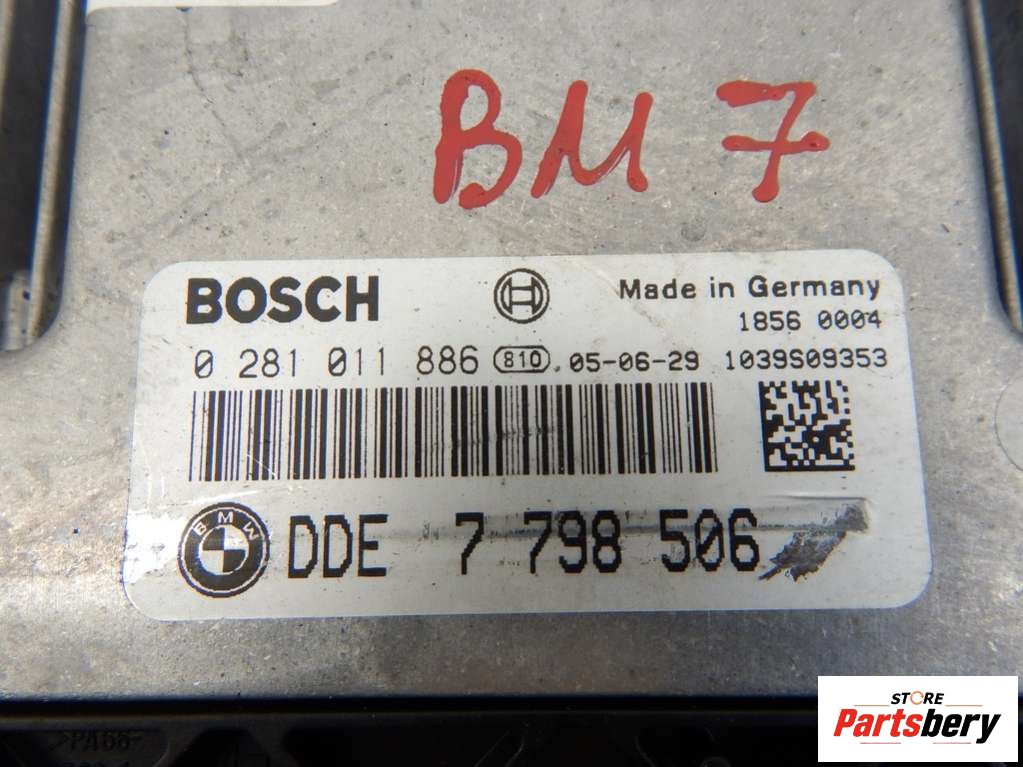 BM 7
BOSCH Made in Germany
1856 0004
0 281 011 886 810 .05-06-29 1039S09353
BMW DDE 7 798 506
>PA66-
STORE
Partsbery